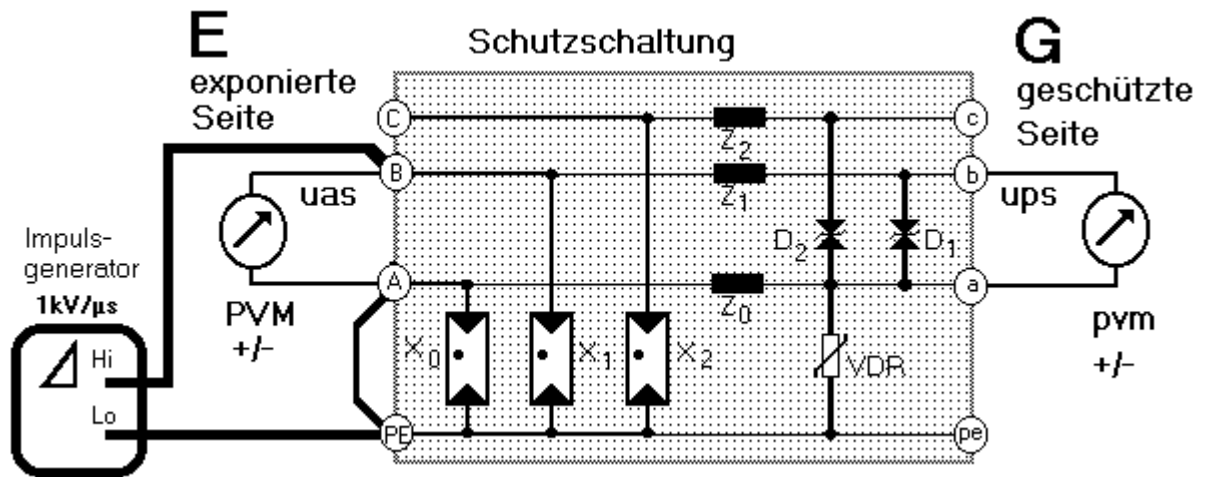 E
exponierte
Seite
Schutzschaltung
G
geschützte
Seite
C
c
Z2
B
b
uas
Z1
ups
D2
D1
Impuls-
generator
1kV/µs
A
a
Z0
PVM
+/-
pvm
+/-
Hi
X0
X1
X2
VDR
Lo
PE
pe